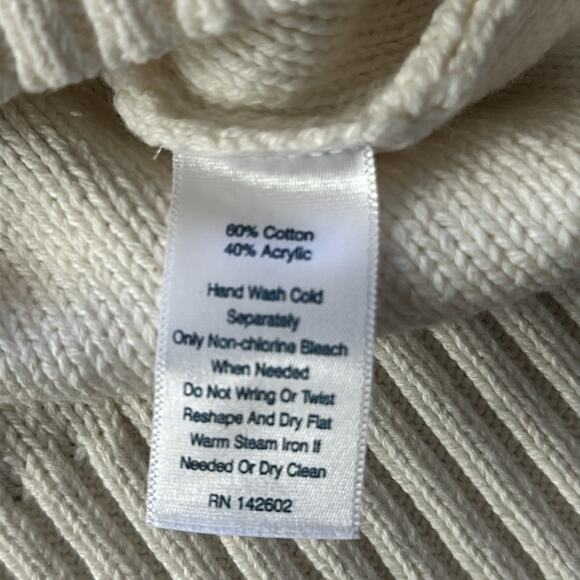 60% Cotton
40% Acrylic
Hand Wash Cold
Separately
Only Non-chlorine Bleach
When Needed
Do Not Wring Or Twist
Reshape And Dry Flat
Warm Steam Iron If
Needed Or Dry Clean
RN 142602